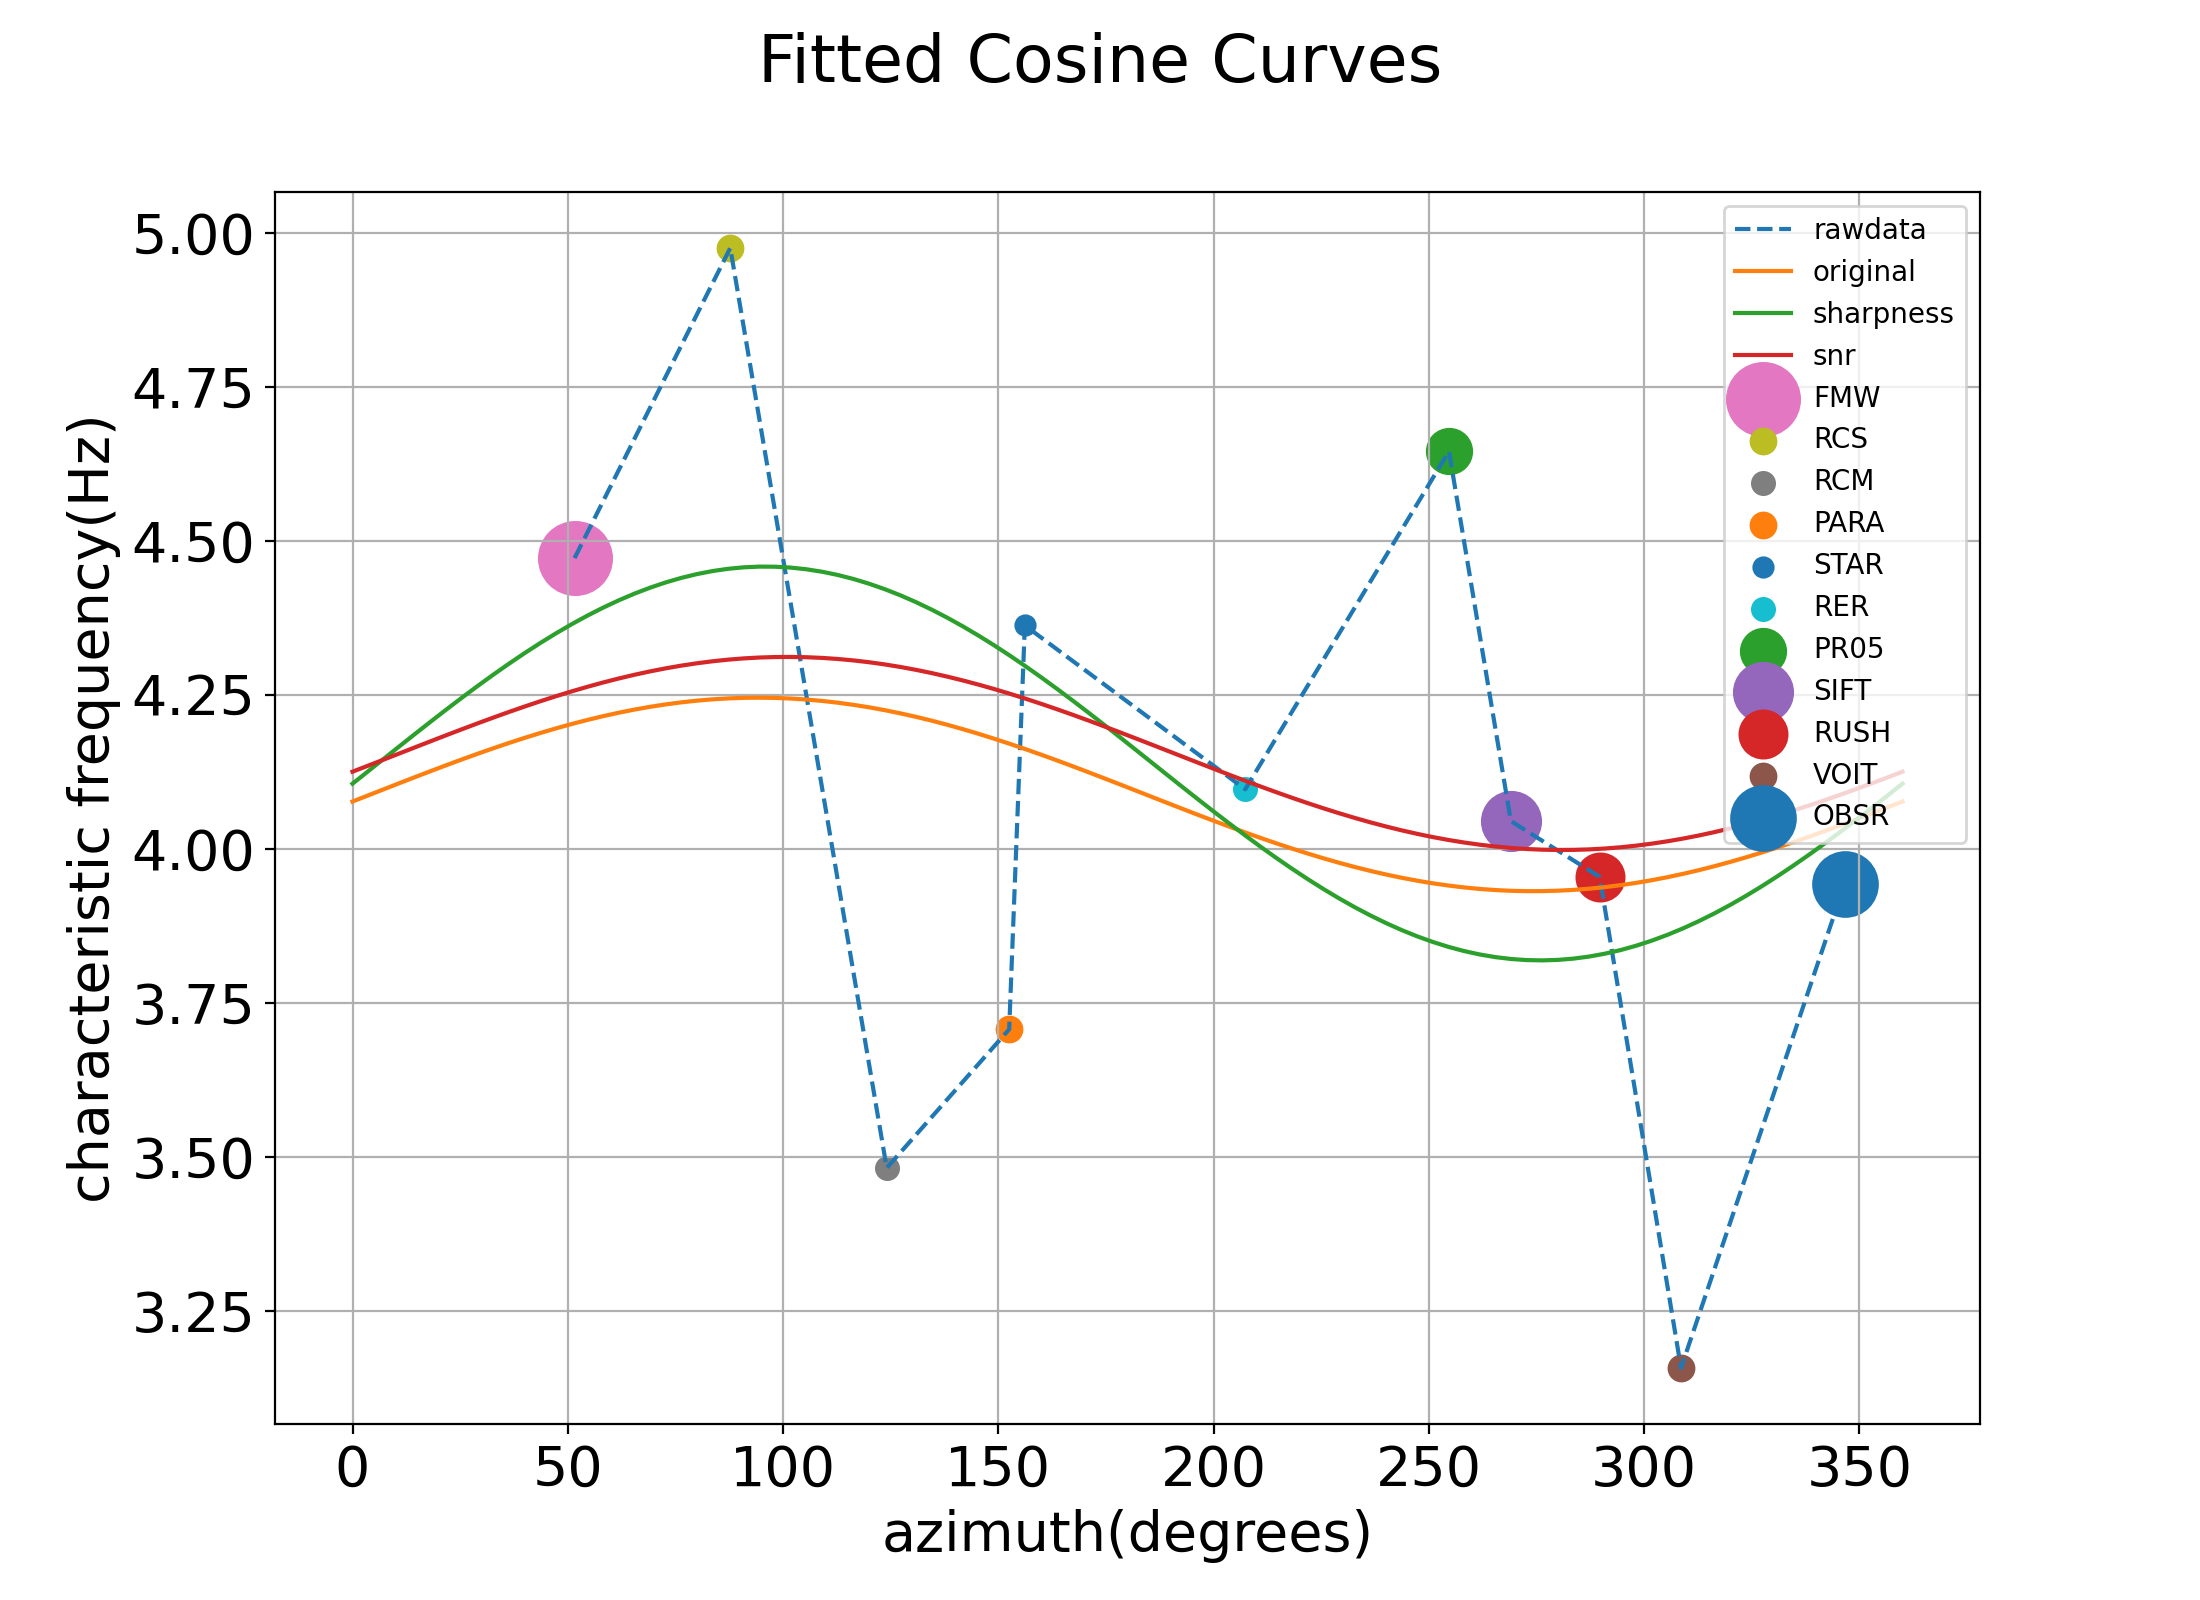 Fitted Cosine Curves
characteristic frequency(Hz)
5.00
4.75
4.50
4.25
4.00
3.75
3.50
3.25
rawdata
original
sharpness
snr
FMW
RCS
RCM
PARA
STAR
RER
PR05
SIFT
RUSH
VOIT
OBSR
0 50 100 150 200 250 300 350
azimuth(degrees)